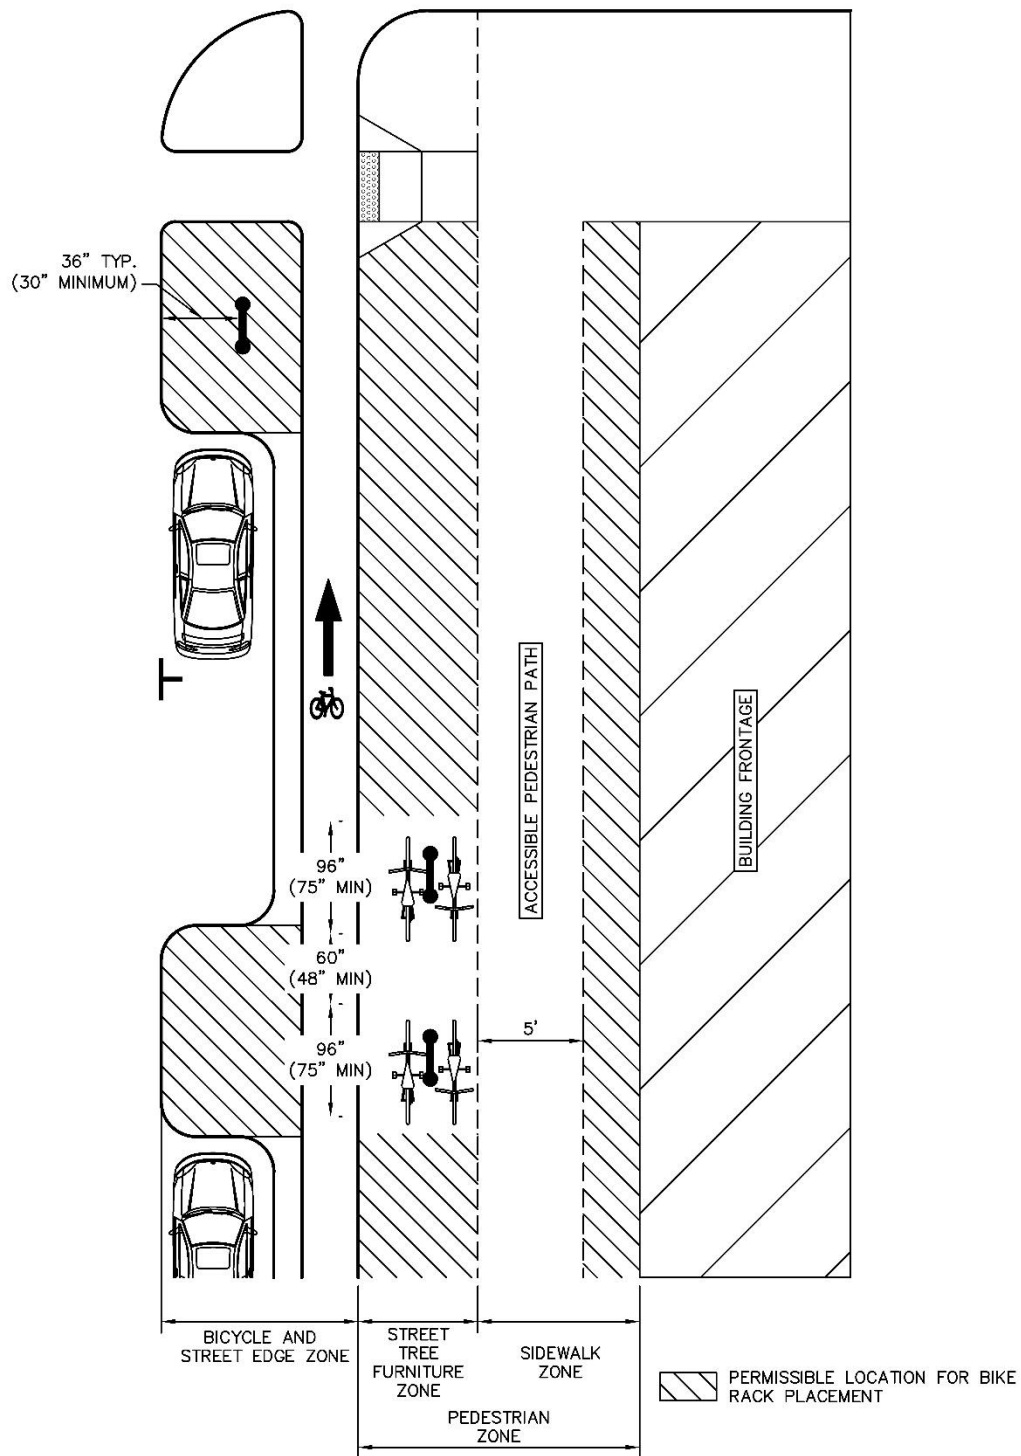 36" TYP.
(30" MINIMUM)
ACCESSIBLE PEDESTRIAN PATH
BUILDING FRONTAGE
96"
(75" MIN)
60"
(48" MIN)
96"
(75" MIN)
5'
BICYCLE AND
STREET EDGE ZONE
STREET
TREE
FURNITURE
ZONE
SIDEWALK
ZONE
PEDESTRIAN
ZONE
PERMISSIBLE LOCATION FOR BIKE
RACK PLACEMENT